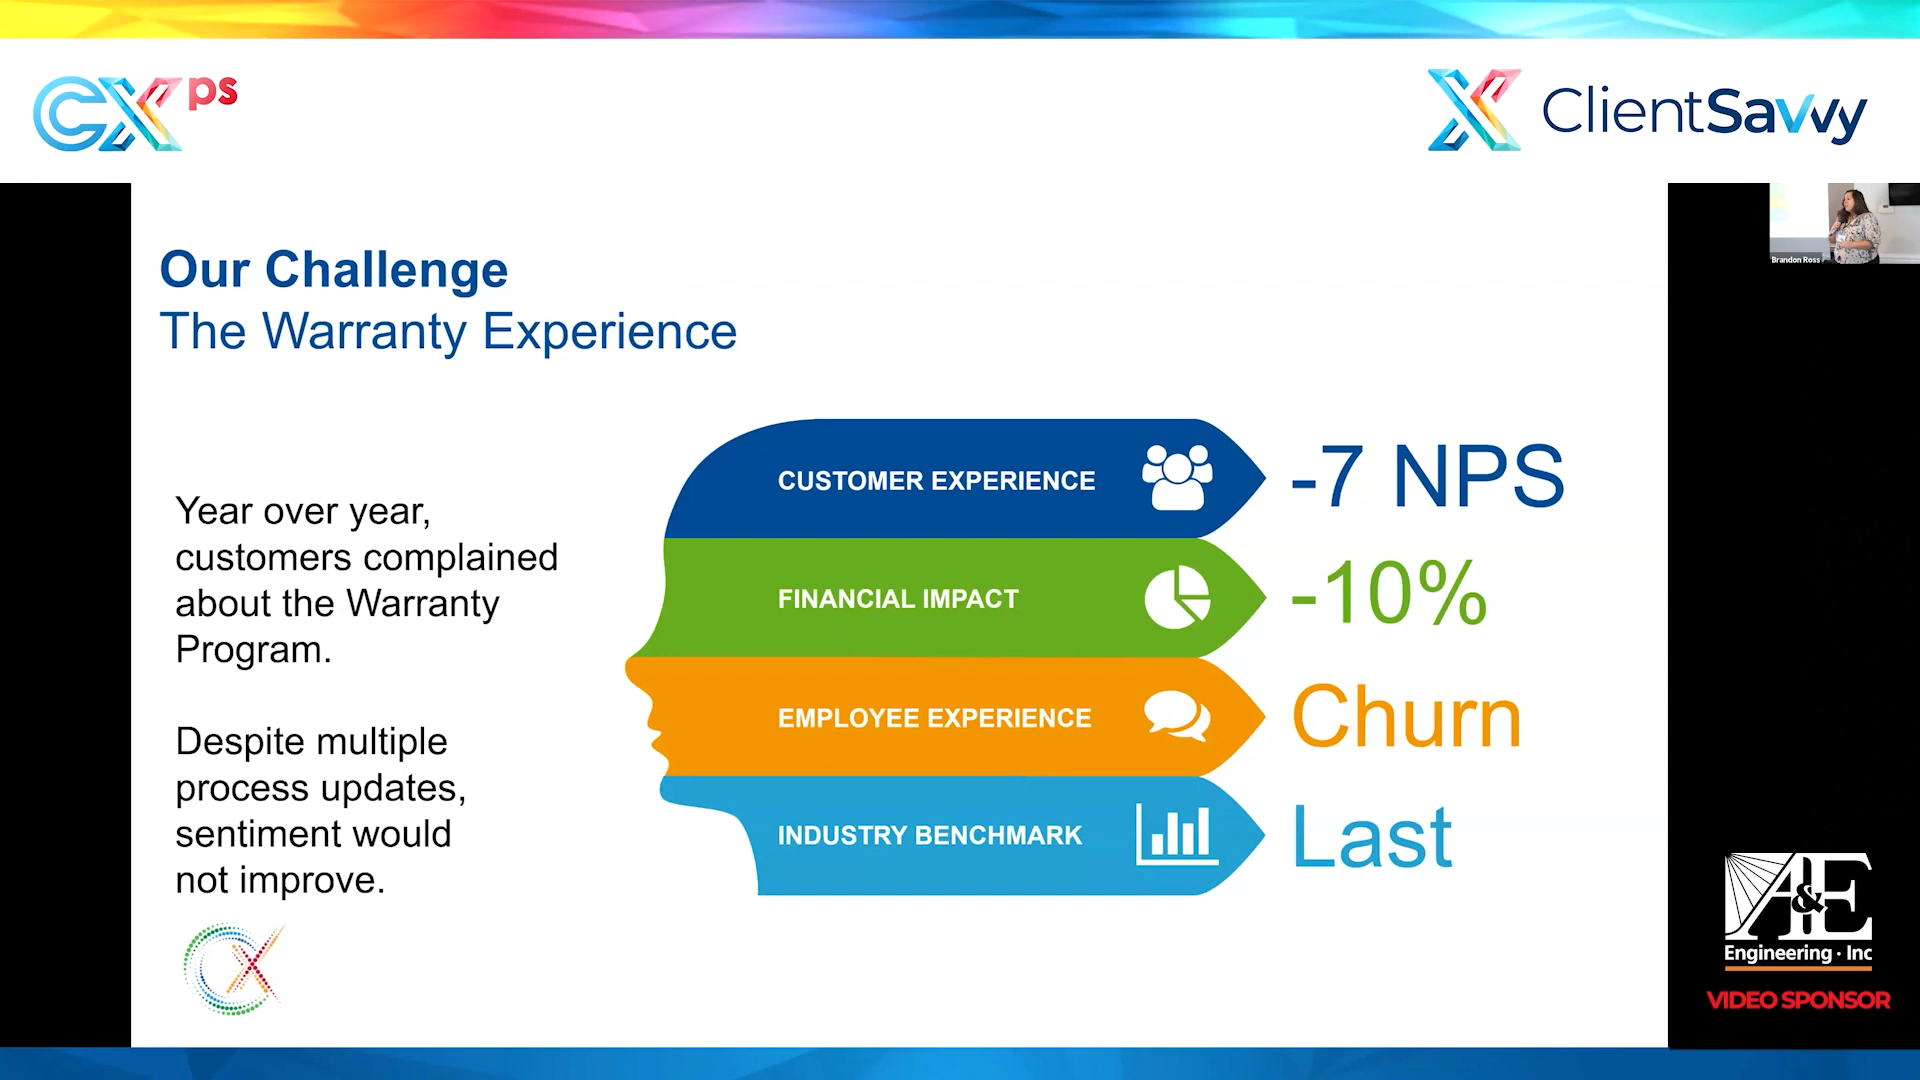 CX ps
ClientSavvy
Brandon Ross
Our Challenge
The Warranty Experience
Year over year,
customers complained
about the Warranty
Program.
Despite multiple
process updates,
sentiment would
not improve.
CUSTOMER EXPERIENCE
-7 NPS
FINANCIAL IMPACT
-10%
EMPLOYEE EXPERIENCE
Churn
INDUSTRY BENCHMARK
Last
CX
A&E
Engineering · Inc
VIDEO SPONSOR